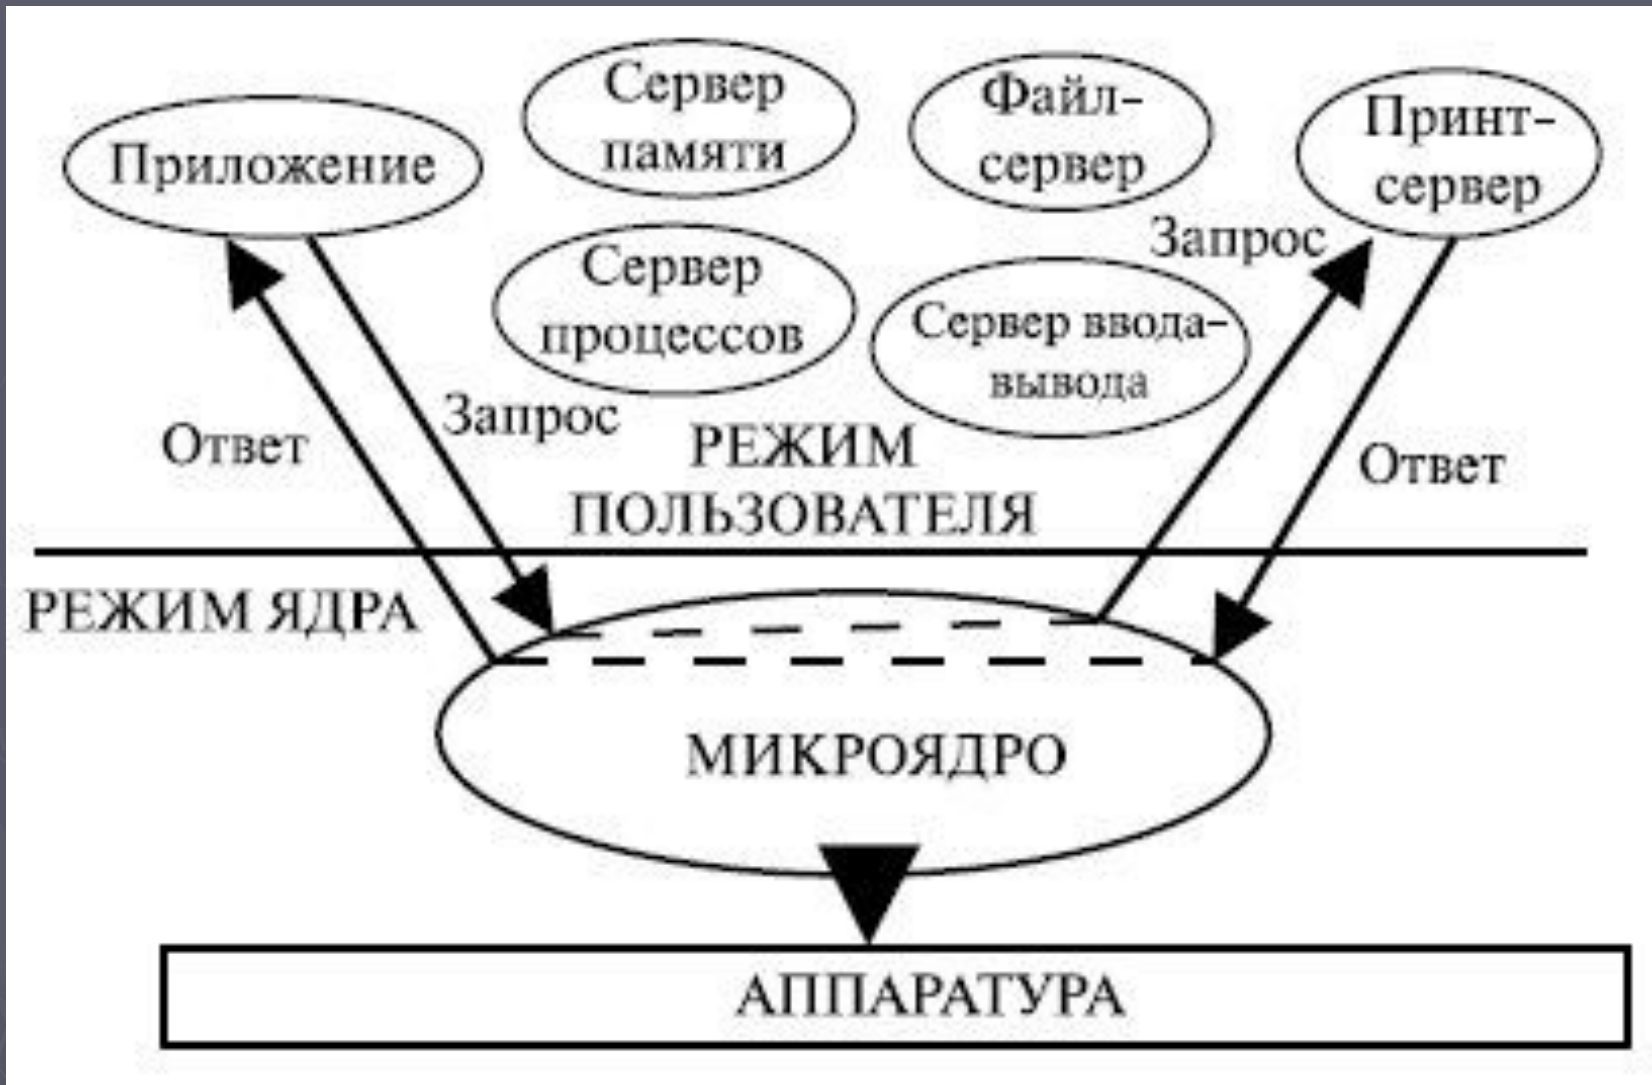 Приложение
Сервер
памяти
Файл-
сервер
Принт-
сервер
Сервер
процессов
Сервер ввода-
вывода
Запрос
Ответ
Запрос
Ответ
РЕЖИМ
ПОЛЬЗОВАТЕЛЯ
РЕЖИМ ЯДРА
МИКРОЯДРО
АППАРАТУРА